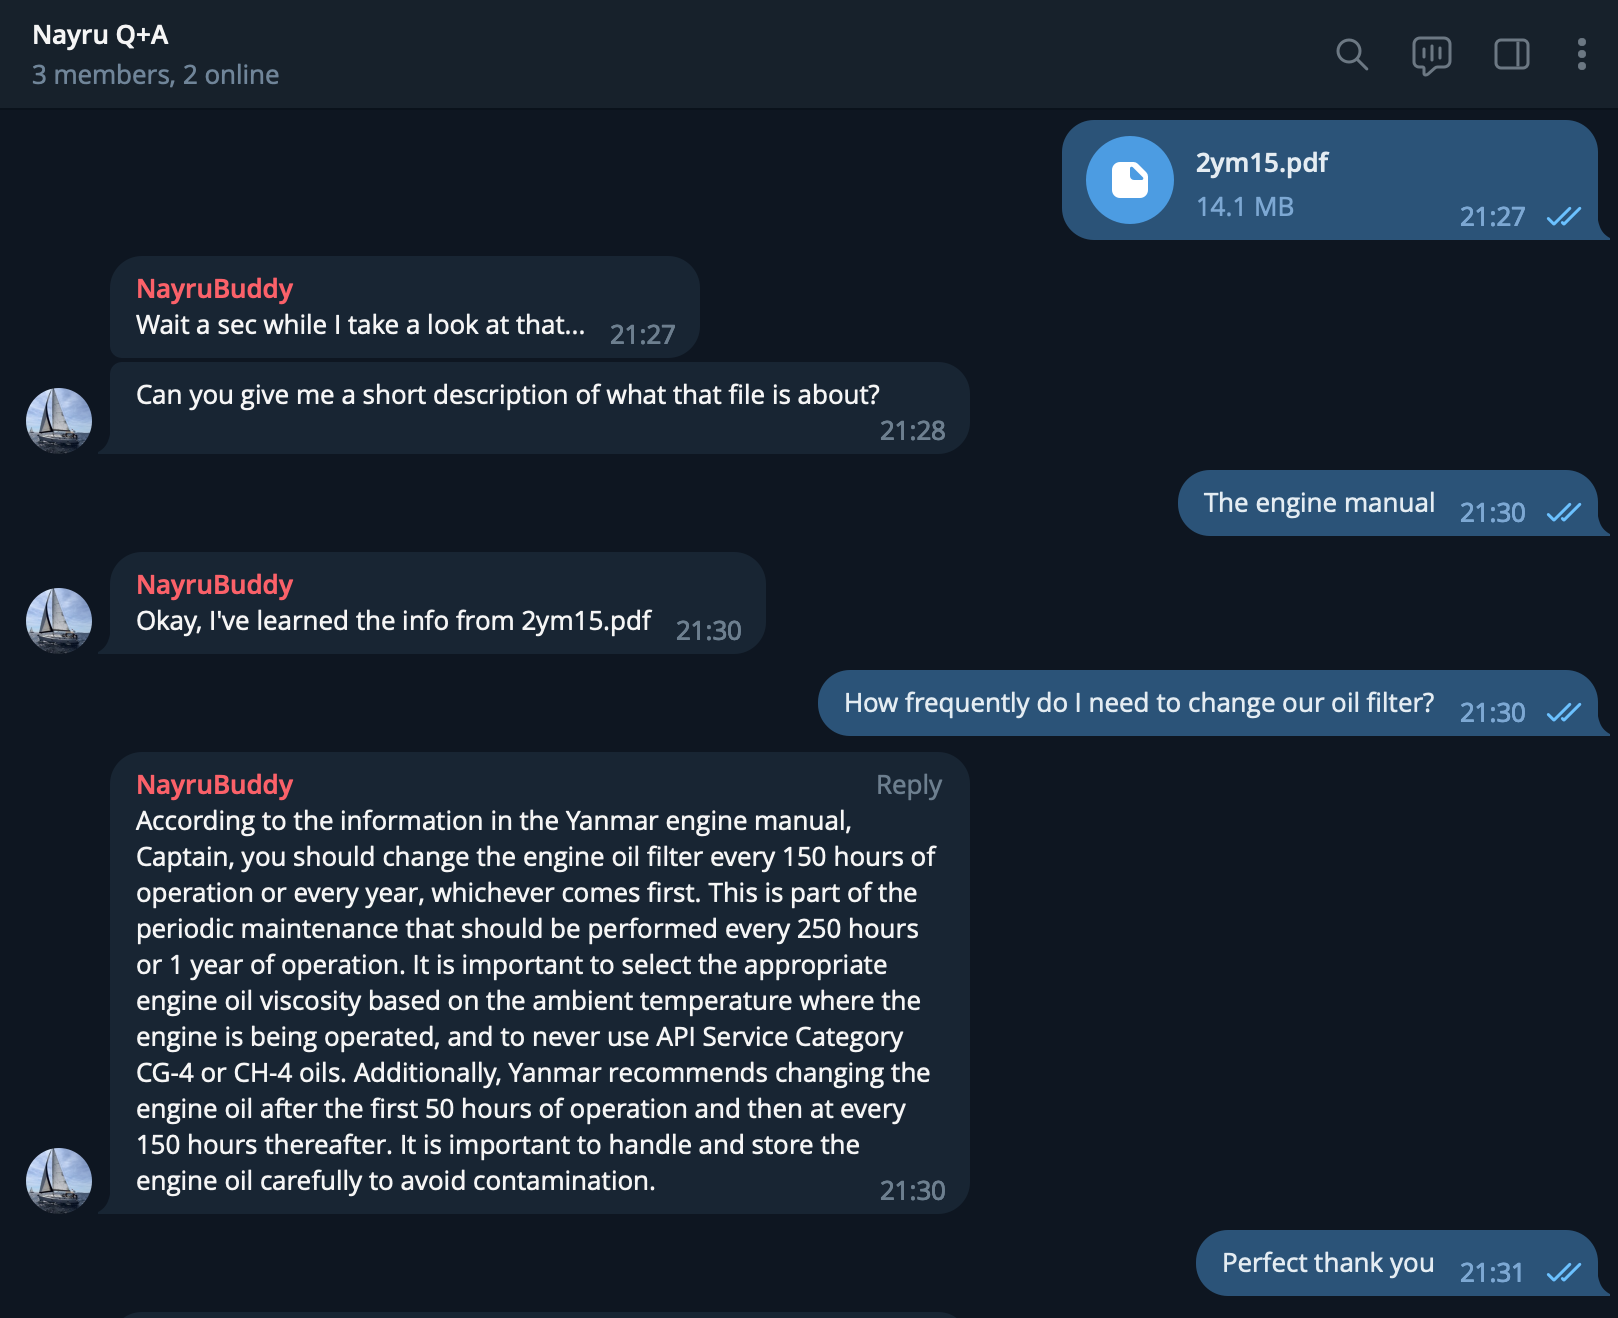 Nayru Q+A
3 members, 2 online
2ym15.pdf
14.1 MB
21:27
NayruBuddy
Wait a sec while I take a look at that...
21:27
Can you give me a short description of what that file is about?
21:28
The engine manual
21:30
NayruBuddy
Okay, I've learned the info from 2ym15.pdf
21:30
How frequently do I need to change our oil filter?
21:30
NayruBuddy
Reply
According to the information in the Yanmar engine manual,
Captain, you should change the engine oil filter every 150 hours of
operation or every year, whichever comes first. This is part of the
periodic maintenance that should be performed every 250 hours
or 1 year of operation. It is important to select the appropriate
engine oil viscosity based on the ambient temperature where the
engine is being operated, and to never use API Service Category
CG-4 or CH-4 oils. Additionally, Yanmar recommends changing the
engine oil after the first 50 hours of operation and then at every
150 hours thereafter. It is important to handle and store the
engine oil carefully to avoid contamination.
21:30
Perfect thank you
21:31